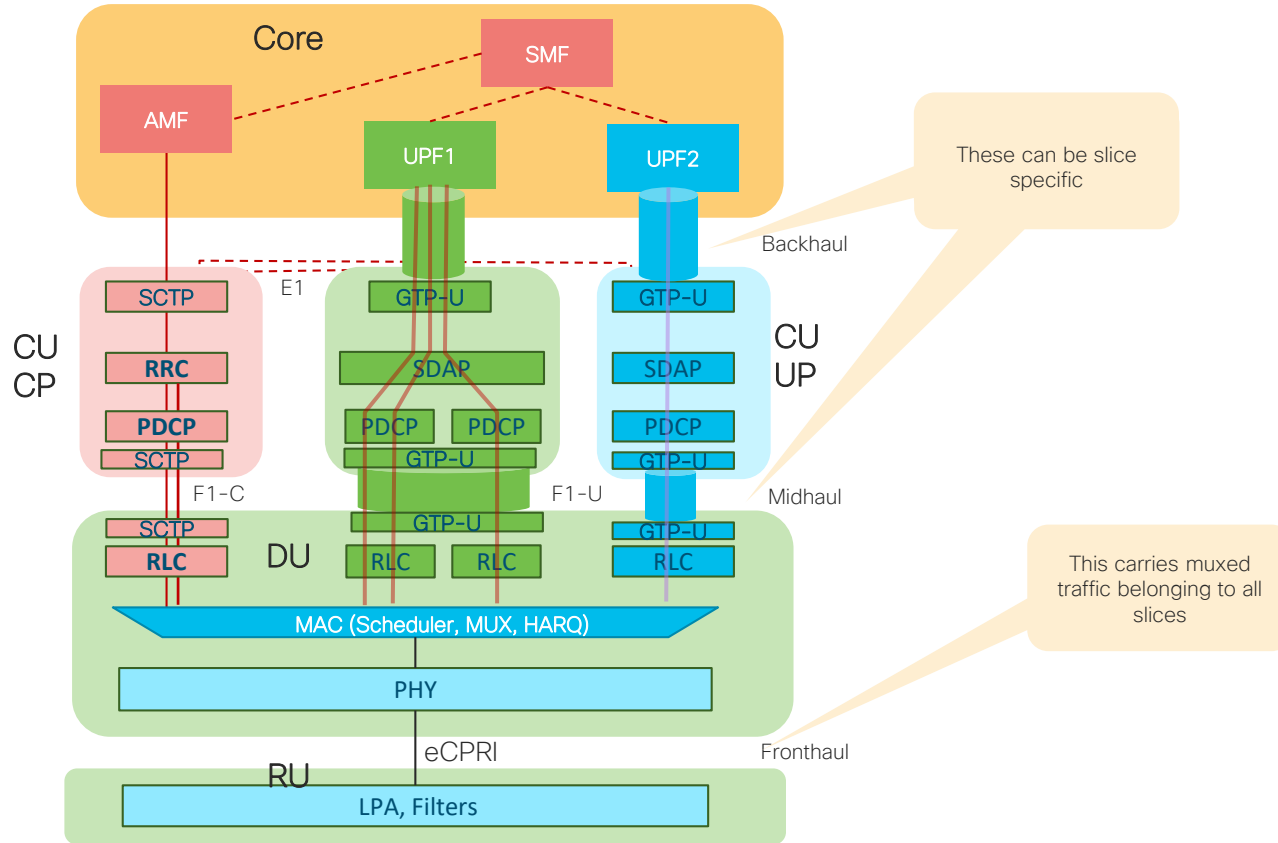 Core
SMF
AMF
UPF1
UPF2
These can be slice
specific
Backhaul
E1
CU
CP
SCTP
GTP-U
GTP-U
CU
UP
RRC
SDAP
SDAP
PDCP
PDCP
PDCP
PDCP
SCTP
GTP-U
GTP-U
F1-C
F1-U
Midhaul
SCTP
GTP-U
GTP-U
DU
RLC
RLC
RLC
RLC
This carries muxed
traffic belonging to all
slices
MAC (Scheduler, MUX, HARQ)
PHY
eCPRI
Fronthaul
RU
LPA, Filters